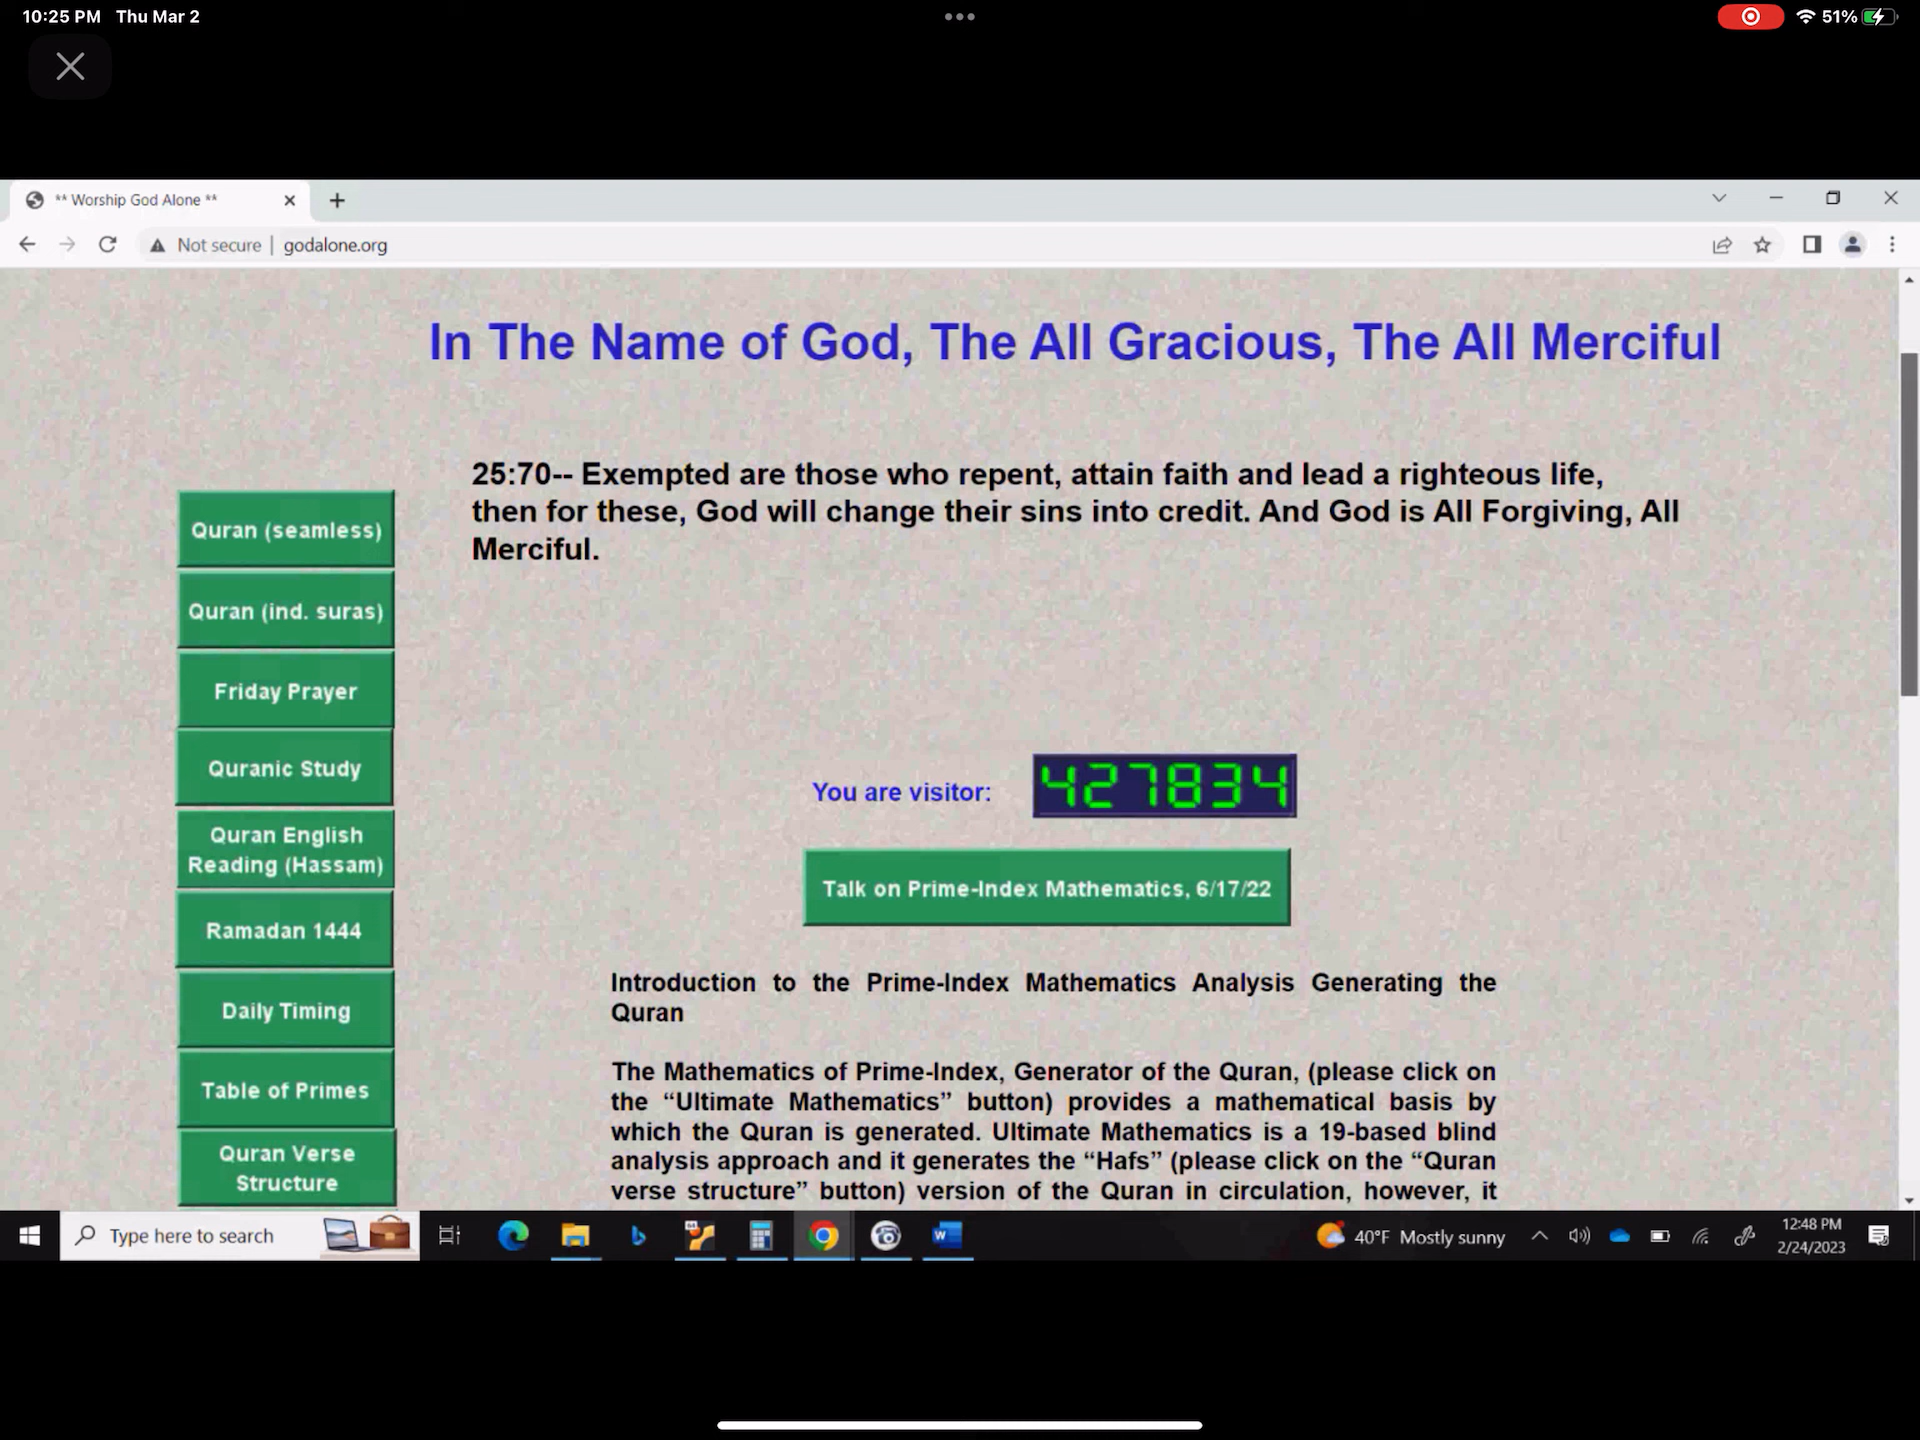 10:25 PM Thu Mar 2
51%
** Worship God Alone **
Not secure | godalone.org
In The Name of God, The All Gracious, The All Merciful
25:70-- Exempted are those who repent, attain faith and lead a righteous life,
then for these, God will change their sins into credit. And God is All Forgiving, All
Merciful.
Quran (seamless)
Quran (ind. suras)
Friday Prayer
Quranic Study
Quran English
Reading (Hassam)
Ramadan 1444
Daily Timing
Table of Primes
Quran Verse
Structure
You are visitor: 427834
Talk on Prime-Index Mathematics, 6/17/22
Introduction to the Prime-Index Mathematics Analysis Generating the
Quran
The Mathematics of Prime-Index, Generator of the Quran, (please click on
the “Ultimate Mathematics” button) provides a mathematical basis by
which the Quran is generated. Ultimate Mathematics is a 19-based blind
analysis approach and it generates the “Hafs” (please click on the “Quran
verse structure” button) version of the Quran in circulation, however, it
Type here to search
40°F Mostly sunny
12:48 PM
2/24/2023